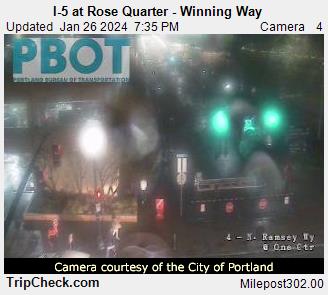 I-5 at Rose Quarter - Winning Way
Updated Jan 26 2024 7:35 PM Camera 4
PBOT
PORTLAND BUREAU OF TRANSPORTATION
4 - N. Ramsey Wy
@ One Ctr
Camera courtesy of the City of Portland
TripCheck.com Milepost302.00